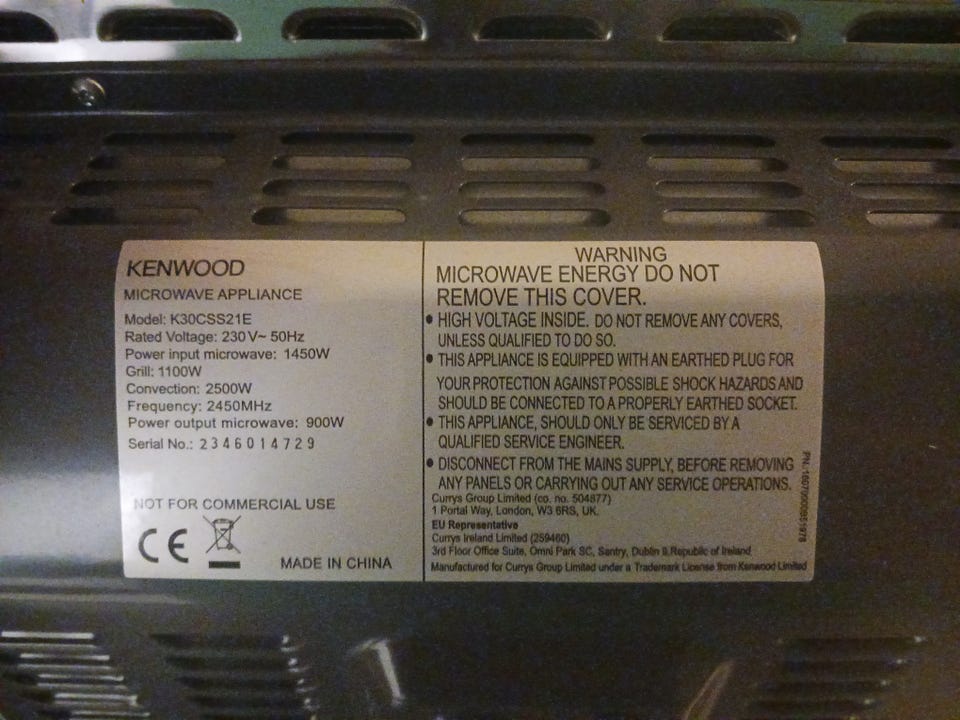 KENWOOD
MICROWAVE APPLIANCE
Model: K30CSS21E
Rated Voltage: 230 V~ 50Hz
Power input microwave: 1450W
Grill: 1100W
Convection: 2500W
Frequency: 2450MHz
Power output microwave: 900W
Serial No.: 2346014729
NOT FOR COMMERCIAL USE
CE
MADE IN CHINA
WARNING
MICROWAVE ENERGY DO NOT
REMOVE THIS COVER.
• HIGH VOLTAGE INSIDE. DO NOT REMOVE ANY COVERS,
UNLESS QUALIFIED TO DO SO.
• THIS APPLIANCE IS EQUIPPED WITH AN EARTHED PLUG FOR
YOUR PROTECTION AGAINST POSSIBLE SHOCK HAZARDS AND
SHOULD BE CONNECTED TO A PROPERLY EARTHED SOCKET.
• THIS APPLIANCE, SHOULD ONLY BE SERVICED BY A
QUALIFIED SERVICE ENGINEER.
• DISCONNECT FROM THE MAINS SUPPLY, BEFORE REMOVING
ANY PANELS OR CARRYING OUT ANY SERVICE OPERATIONS.
Currys Group Limited (co. no. 504877)
1 Portal Way, London, W3 6RS, UK.
EU Representative
Currys Ireland Limited (259460)
3rd Floor Office Suite, Omni Park SC, Santry, Dublin 9, Republic of Ireland
Manufactured for Currys Group Limited under a Trademark License from Kenwood Limited